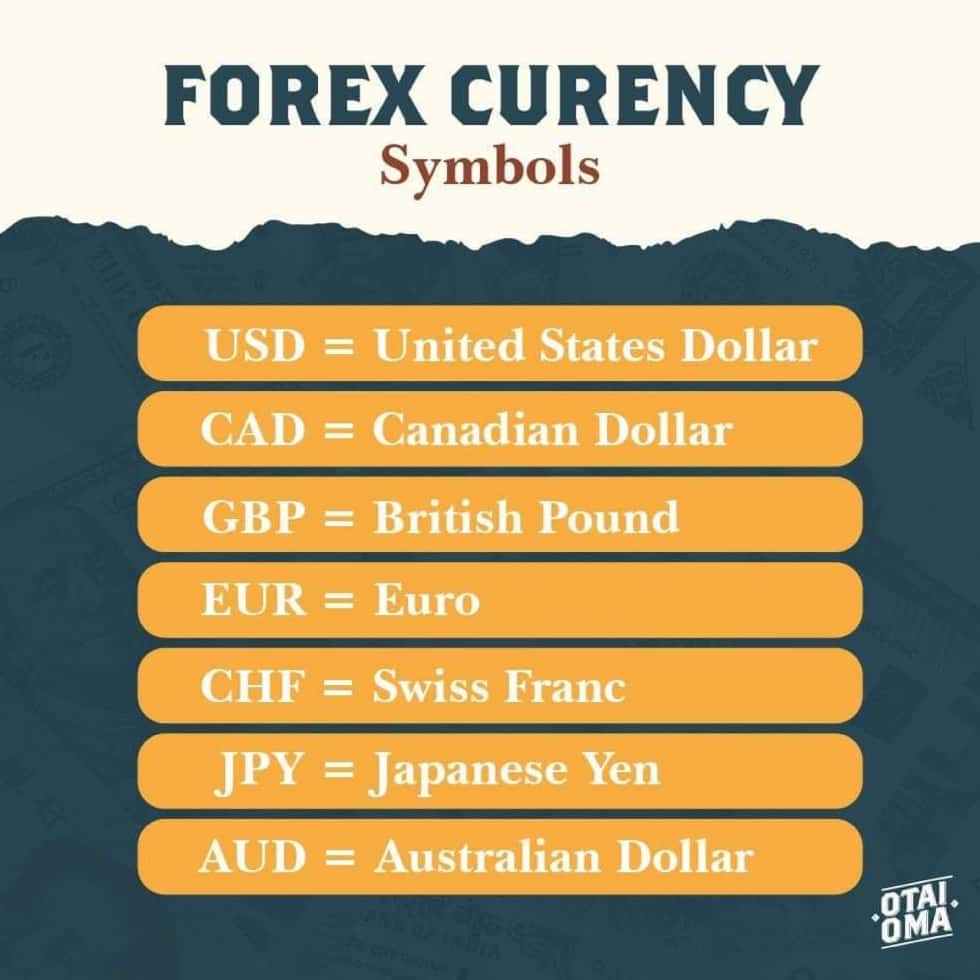 FOREX CURENCY
Symbols
USD = United States Dollar
CAD = Canadian Dollar
GBP = British Pound
EUR = Euro
CHF = Swiss Franc
JPY = Japanese Yen
AUD = Australian Dollar
OTAI
OMA